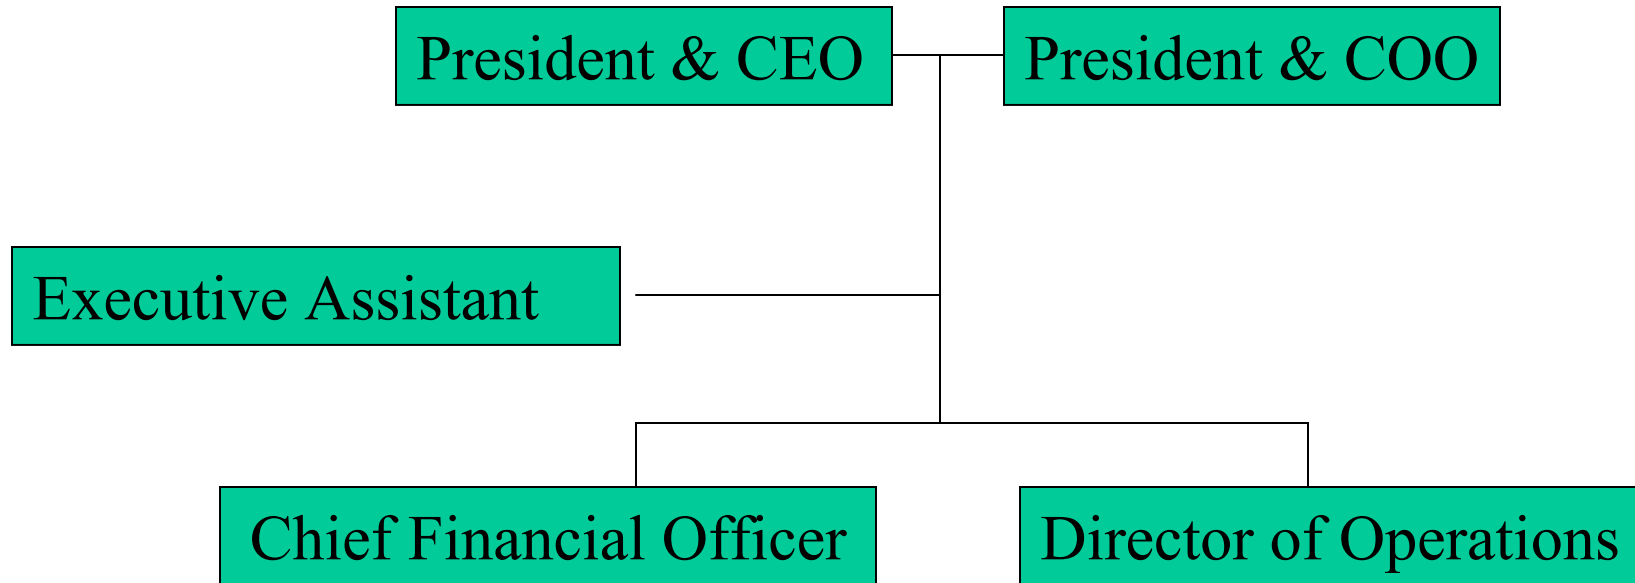 President & CEO
President & COO
Executive Assistant
Chief Financial Officer
Director of Operations